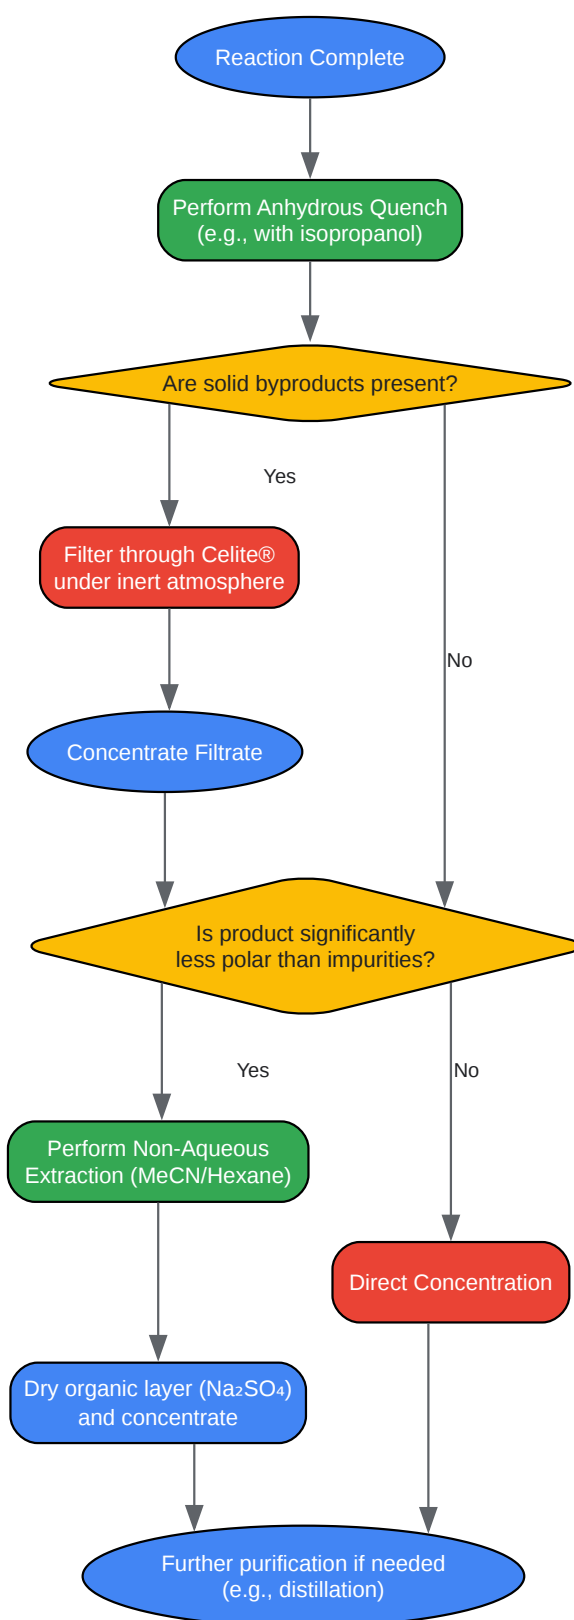 Reaction Complete
Perform Anhydrous Quench
(e.g., with isopropanol)
Are solid byproducts present?
Yes
Filter through Celite®
under inert atmosphere
No
Concentrate Filtrate
Is product significantly
less polar than impurities?
Yes
No
Perform Non-Aqueous
Extraction (MeCN/Hexane)
Direct Concentration
Dry organic layer (Na₂SO₄)
and concentrate
Further purification if needed
(e.g., distillation)